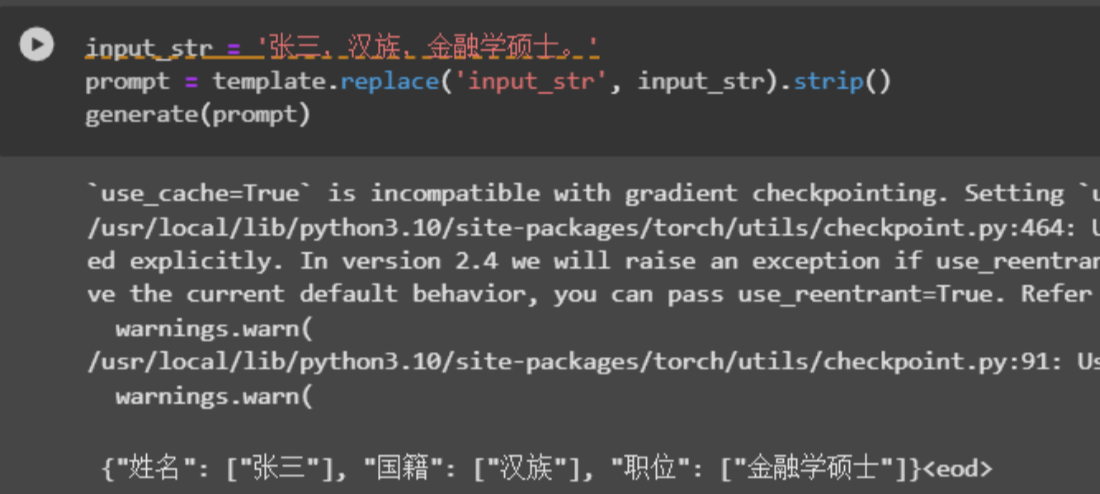 input_str = '张三，汉族，金融学硕士。'
prompt = template.replace('input_str', input_str).strip()
generate(prompt)
`use_cache=True` is incompatible with gradient checkpointing. Setting `u
/usr/local/lib/python3.10/site-packages/torch/utils/checkpoint.py:464: U
ed explicitly. In version 2.4 we will raise an exception if use_reentran
ve the current default behavior, you can pass use_reentrant=True. Refer
warnings.warn(
/usr/local/lib/python3.10/site-packages/torch/utils/checkpoint.py:91: Us
warnings.warn(
{"姓名": ["张三"], "国籍": ["汉族"], "职位": ["金融学硕士"]}<eod>